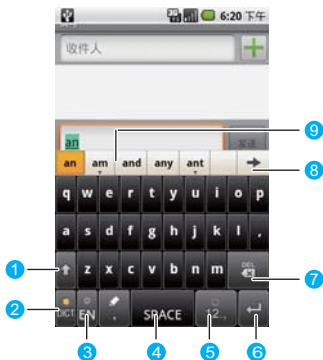 3G 6:20 下午
收件人
an 发送
an am and any ant
q w e r t y u i o p
a s d f g h j k l .
z x c v b n m DEL
DICT EN , SPACE 12.,
1
2
3
4
5
6
7
8
9